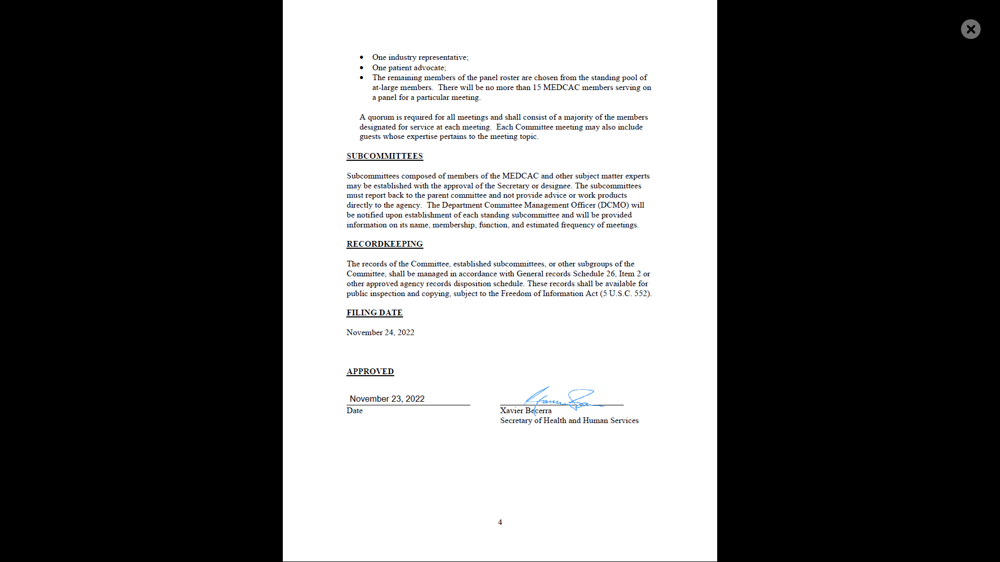 • One industry representative;
• One patient advocate;
• The remaining members of the panel roster are chosen from the standing pool of
at-large members.  There will be no more than 15 MEDCAC members serving on
a panel for a particular meeting.
A quorum is required for all meetings and shall consist of a majority of the members
designated for service at each meeting.  Each Committee meeting may also include
guests whose expertise pertains to the meeting topic.
SUBCOMMITTEES
Subcommittees composed of members of the MEDCAC and other subject matter experts
may be established with the approval of the Secretary or designee. The subcommittees
must report back to the parent committee and not provide advice or work products
directly to the agency.  The Department Committee Management Officer (DCMO) will
be notified upon establishment of each standing subcommittee and will be provided
information on its name, membership, function, and estimated frequency of meetings.
RECORDKEEPING
The records of the Committee, established subcommittees, or other subgroups of the
Committee, shall be managed in accordance with General records Schedule 26, Item 2 or
other approved agency records disposition schedule. These records shall be available for
public inspection and copying, subject to the Freedom of Information Act (5 U.S.C. 552).
FILING DATE
November 24, 2022
APPROVED
November 23, 2022
Date
Xavier Becerra
Secretary of Health and Human Services
4